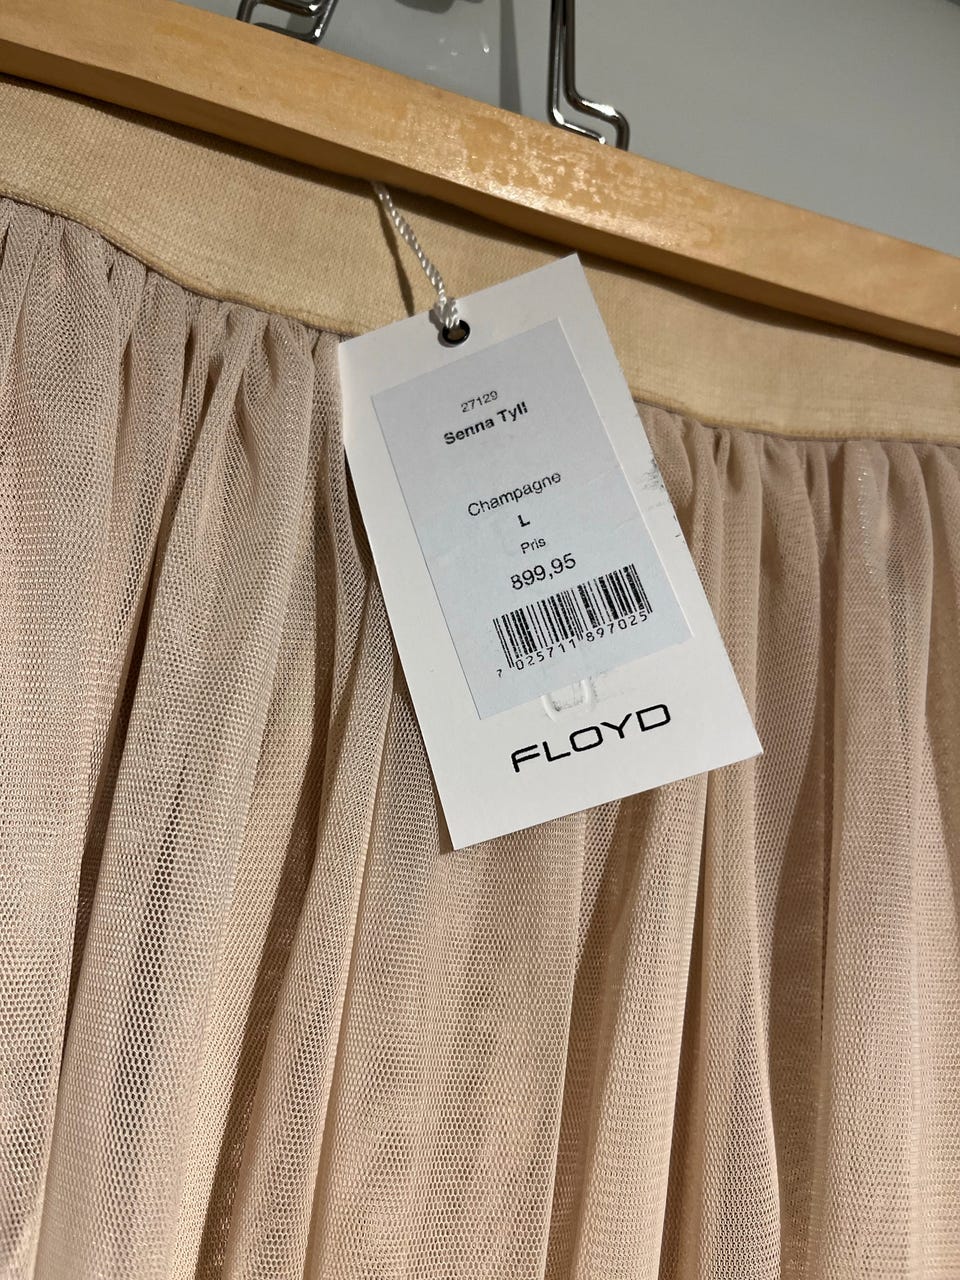 27129
Senna Tyll
Champagne
L
Pris
899,95
7 025711 897025
FLOYD